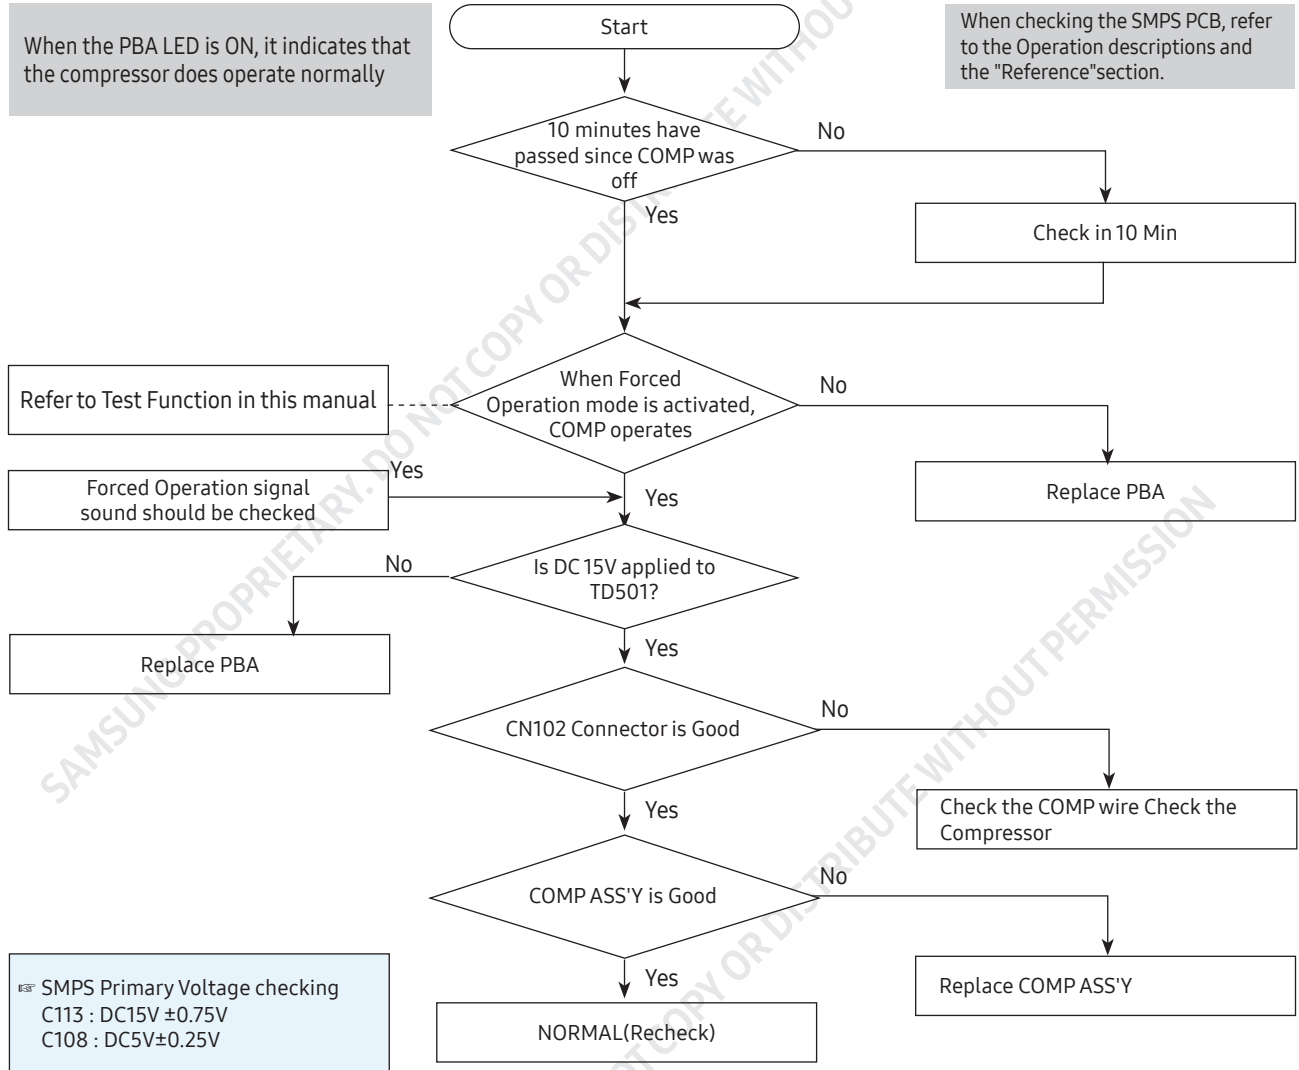 When the PBA LED is ON, it indicates that
the compressor does operate normally
Start
When checking the SMPS PCB, refer
to the Operation descriptions and
the "Reference"section.
10 minutes have
passed since COMP was
off
No
Yes
Check in 10 Min
When Forced
Operation mode is activated,
COMP operates
No
Refer to Test Function in this manual
Yes
Forced Operation signal
sound should be checked
Yes
Replace PBA
Is DC 15V applied to
TD501?
No
Yes
Replace PBA
CN102 Connector is Good
No
Yes
Check the COMP wire Check the
Compressor
COMP ASS'Y is Good
No
Yes
Replace COMP ASS'Y
☞ SMPS Primary Voltage checking
C113 : DC15V ±0.75V
C108 : DC5V±0.25V
NORMAL(Recheck)
SAMSUNG PROPRIETARY. DO NOT COPY OR DISTRIBUTE WITHOUT
NOT COPY OR DISTRIBUTE WITHOUT PERMISSION